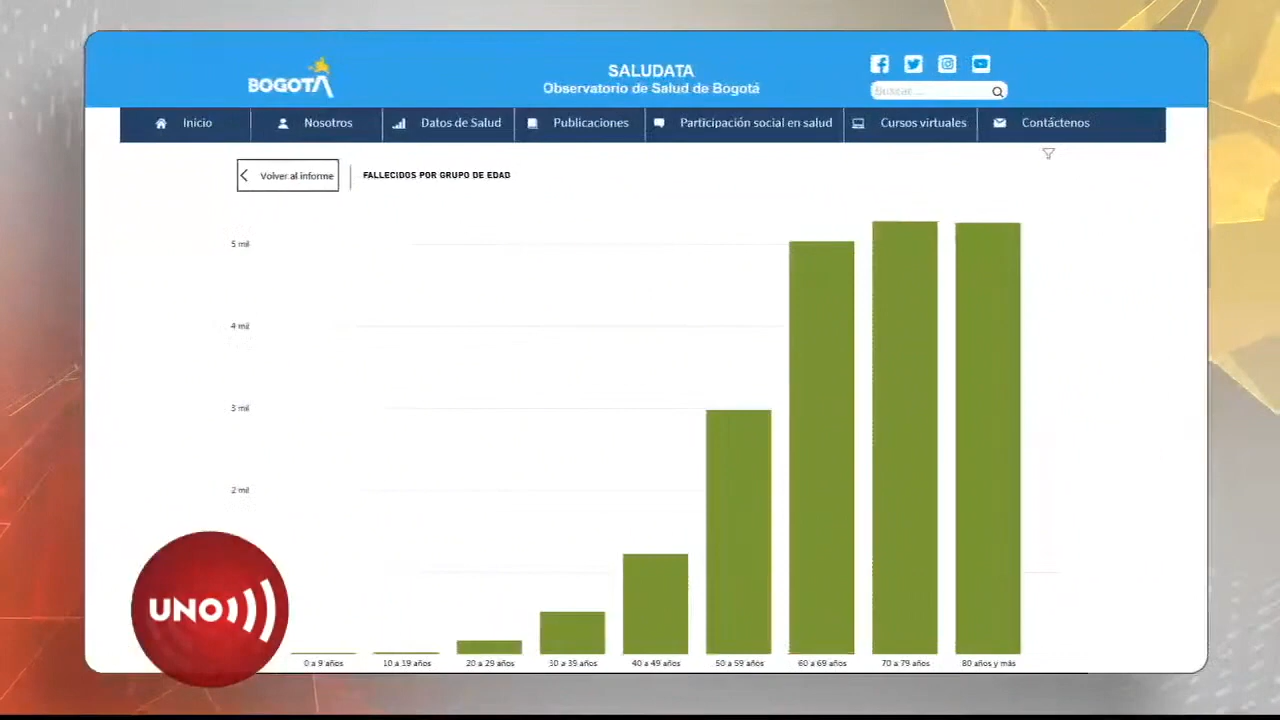 BOGOTÁ
SALUDATA
Observatorio de Salud de Bogotá
Buscar ...
Inicio
Nosotros
Datos de Salud
Publicaciones
Participación social en salud
Cursos virtuales
Contáctenos
Volver al informe
FALLECIDOS POR GRUPO DE EDAD
5 mil
4 mil
3 mil
2 mil
UNO
0 a 9 años
10 a 19 años
20 a 29 años
30 a 39 años
40 a 49 años
50 a 59 años
60 a 69 años
70 a 79 años
80 años y más